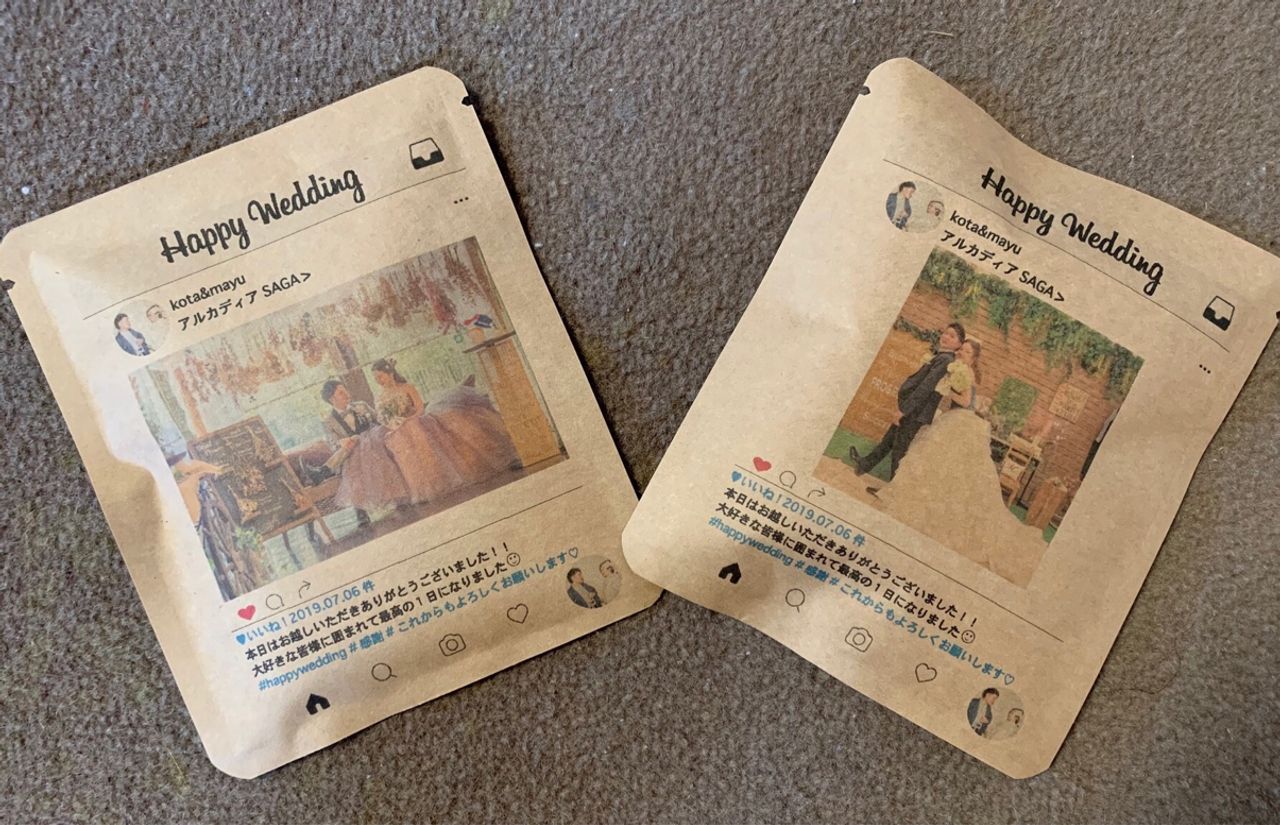 Happy Wedding
kota&mayu
アルカディア SAGA>
♥いいね！2019.07.06 件
本日はお越しいただきありがとうございました！！
大好きな皆様に囲まれて最高の１日になりました☺
#happywedding # 感謝 # これからもよろしくお願いします♡
Happy Wedding
kota&mayu
アルカディア SAGA>
♥いいね！2019.07.06 件
本日はお越しいただきありがとうございました！！
大好きな皆様に囲まれて最高の１日になりました☺
#happywedding # 感謝 # これからもよろしくお願いします♡